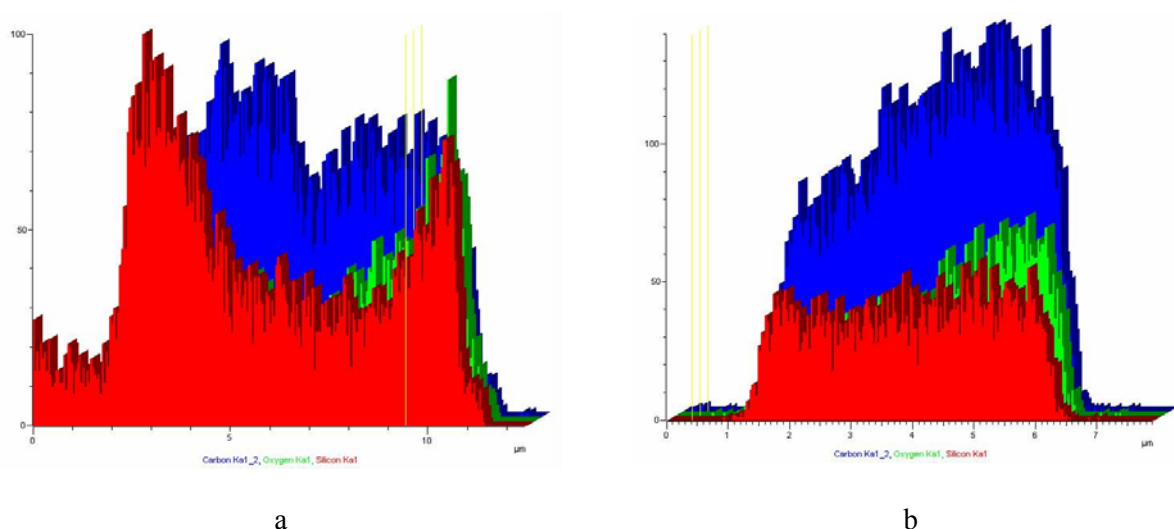 100
50
0
0 5 10 µm
Carbon Ka1_2, Oxygen Ka1, Silicon Ka1
a
100
50
0
0 1 2 3 4 5 6 7 µm
Carbon Ka1_2, Oxygen Ka1, Silicon Ka1
b